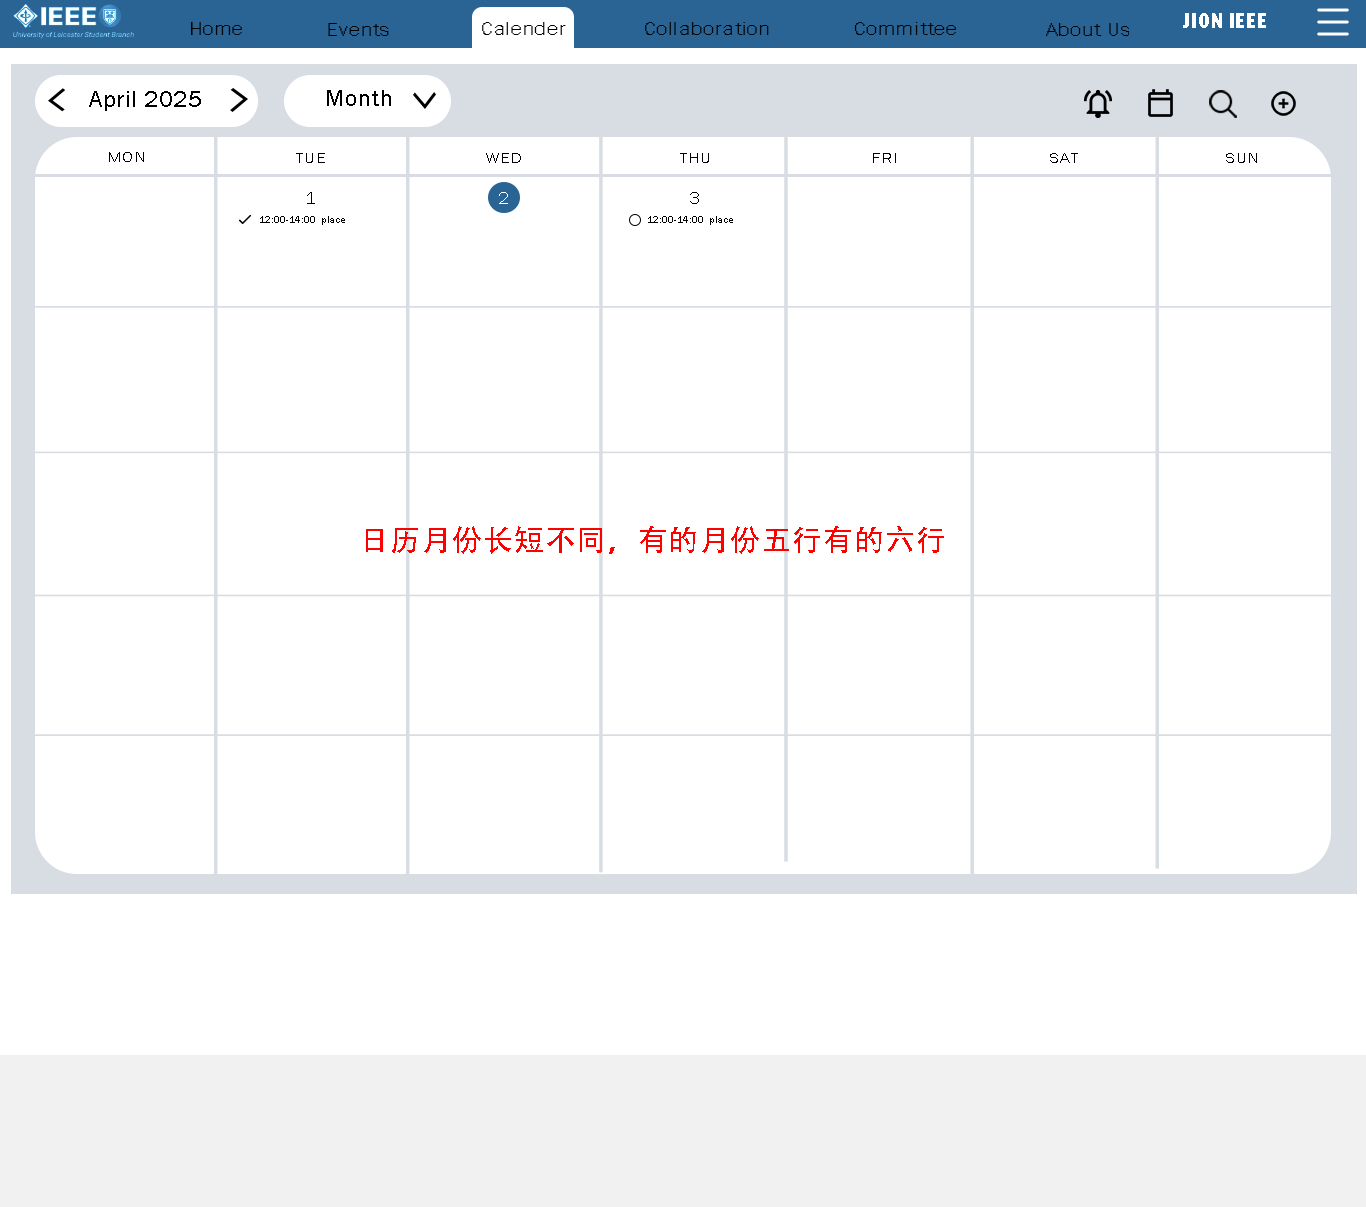 IEEE
University of Leicester Student Branch
Home Events Calender Collaboration Committee About Us JION IEEE
April 2025 Month
MON TUE WED THU FRI SAT SUN
1 2 3
12:00-14:00 place 12:00-14:00 place
日历月份长短不同，有的月份五行有的六行